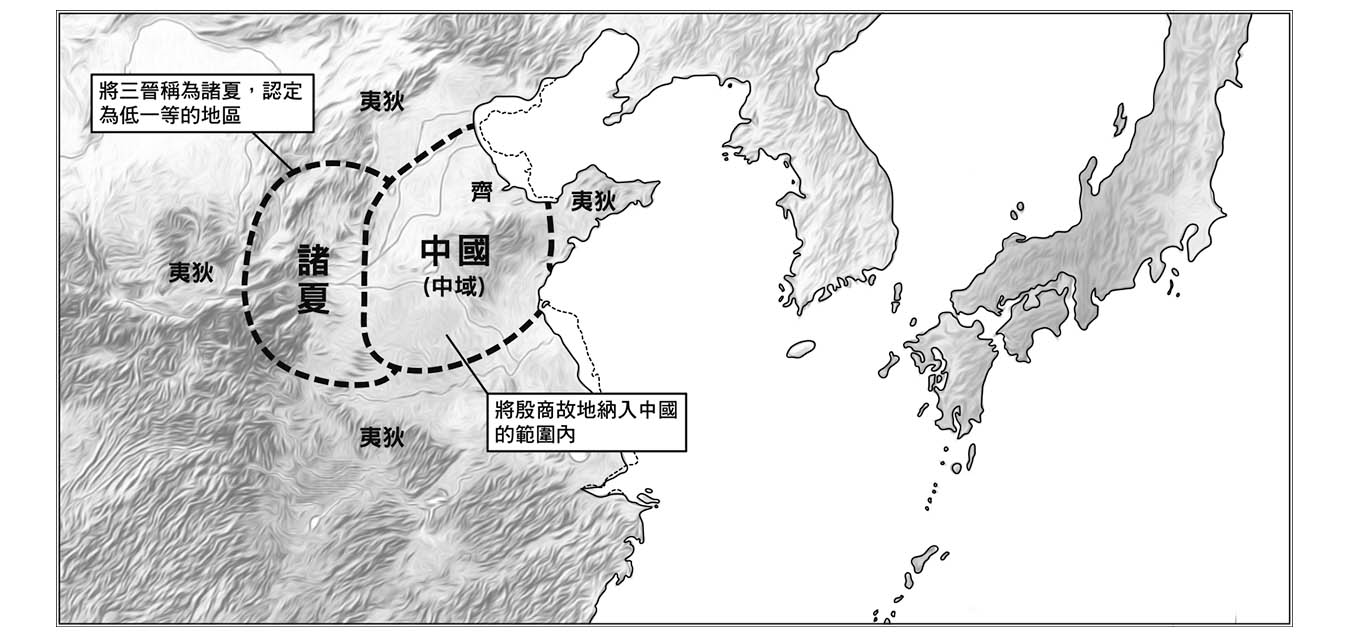 將三晉稱為諸夏，認定
為低一等的地區
夷狄
齊
夷狄
夷狄
諸夏
中國
(中域)
將殷商故地納入中國
的範圍內
夷狄